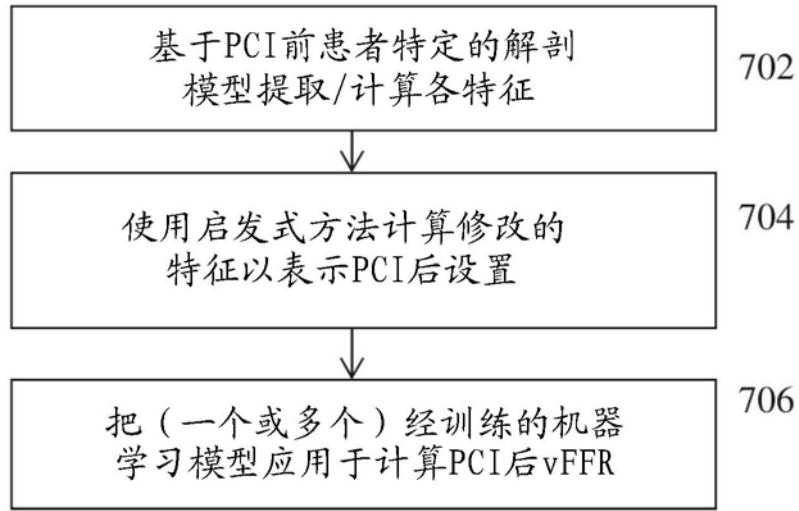 基于PCI前患者特定的解剖
模型提取/计算各特征
702
使用启发式方法计算修改的
特征以表示PCI后设置
704
把（一个或多个）经训练的机器
学习模型应用于计算PCI后vFFR
706